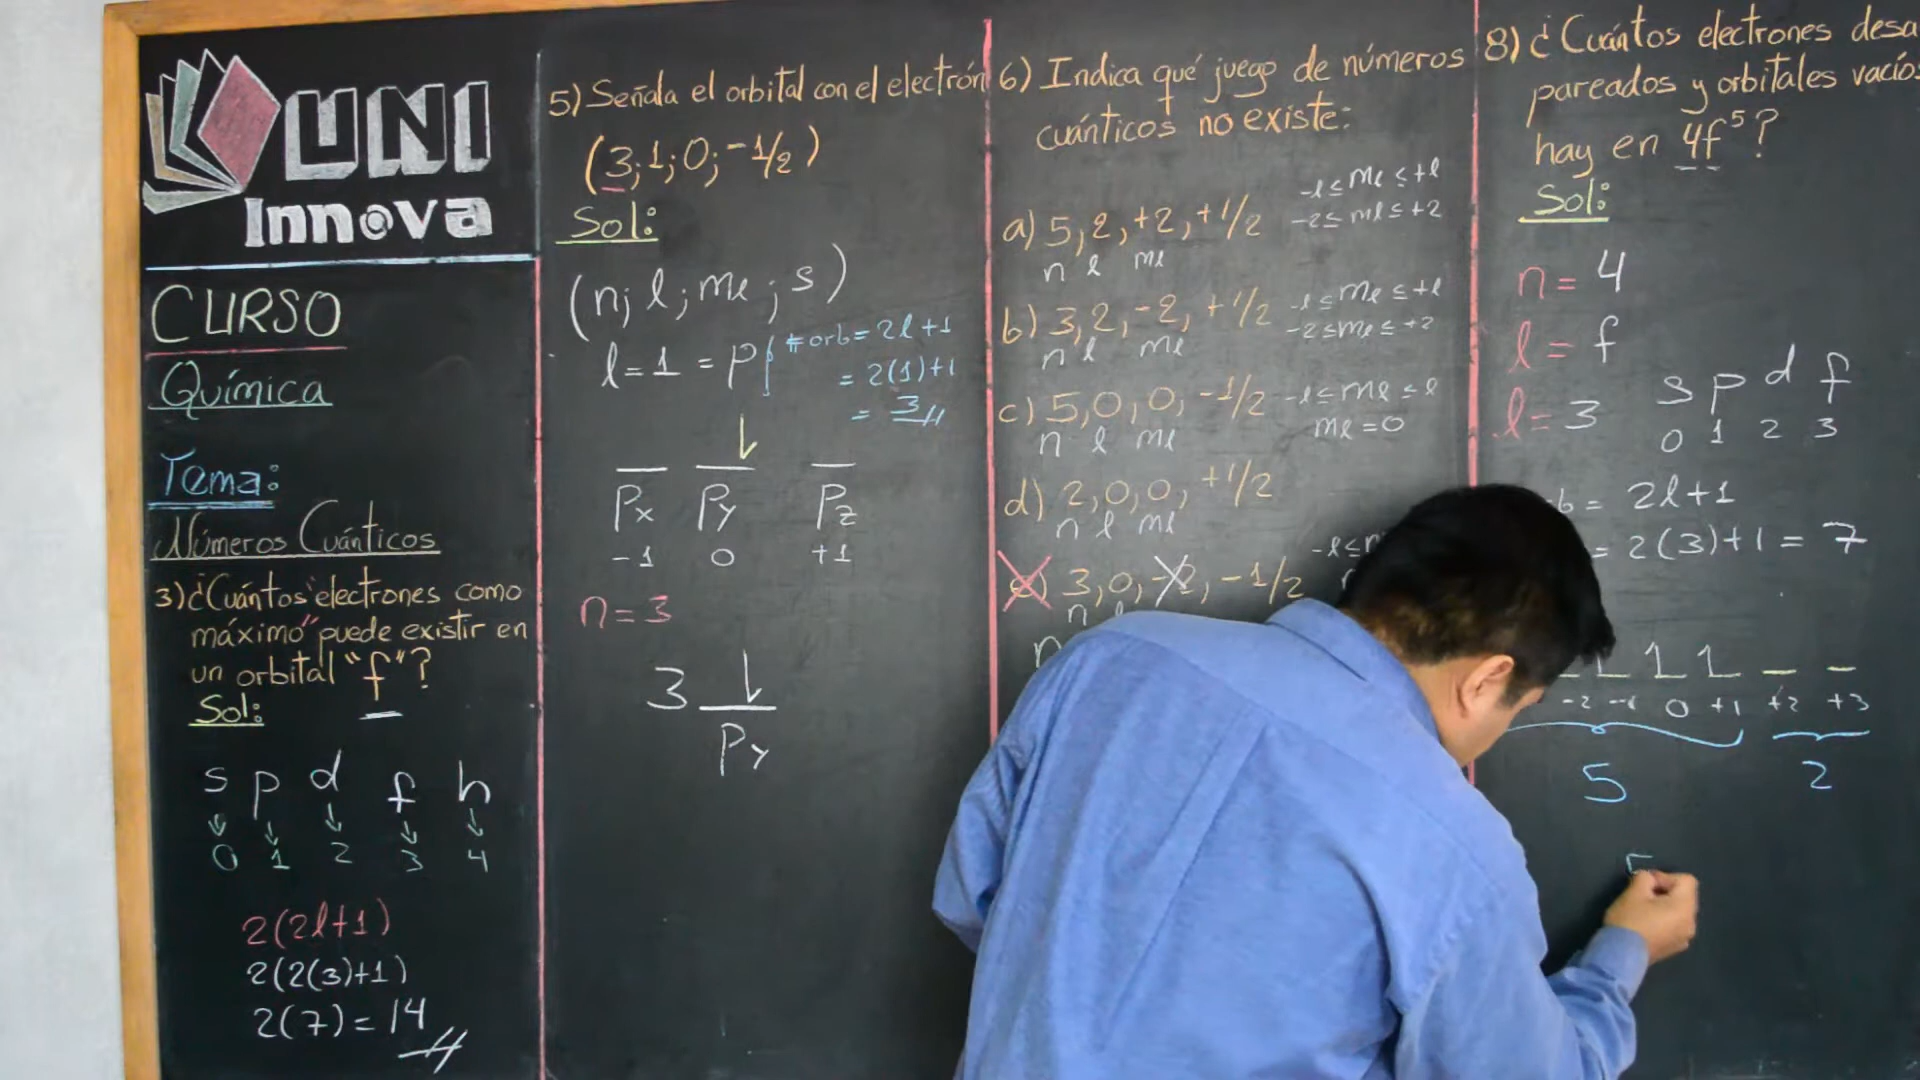 UNI
Innova
CURSO
Química
Tema:
Números Cuánticos
3) ¿Cuántos "electrones como
máximo" puede existir en
un orbital "f"?
Sol:
s p d f h
0 1 2 3 4
2(2l+1)
2(2(3)+1)
2(7)=14
5) Señala el orbital con el electrón
(3;1;0;-1/2)
Sol:
(n; l; ml; s)
l=1=p
#orb=2l+1
=2(1)+1
=3
Px Py Pz
-1 0 +1
n=3
3
Py
6) Indica qué juego de números
cuánticos no existe:
a) 5, 2, +2, +1/2
n l ml
-l≤ml≤+l
-2≤ml≤+2
b) 3, 2, -2, +1/2
n l ml
-l≤ml≤+l
-2≤ml≤+2
c) 5, 0, 0, -1/2
n l ml
-l≤ml≤l
ml=0
d) 2, 0, 0, +1/2
n l ml
e) 3, 0, -2, -1/2
n
-l≤
8) ¿Cuántos electrones desa
pareados y orbitales vacíos
hay en 4f⁵?
Sol:
n=4
l=f
l=3
s p d f
0 1 2 3
= 2l+1
= 2(3)+1=7
1 1
-2 -1 0 +1 +2 +3
5 2